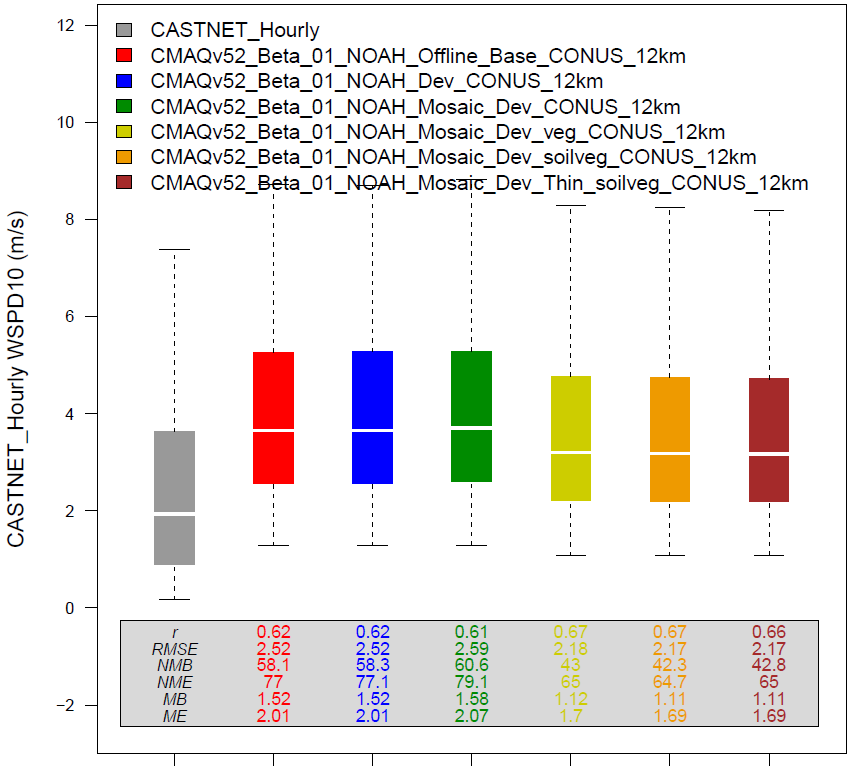 12
10
8
6
4
2
0
−2
CASTNET_Hourly WSPD10 (m/s)
CASTNET_Hourly
CMAQv52_Beta_01_NOAH_Offline_Base_CONUS_12km
CMAQv52_Beta_01_NOAH_Dev_CONUS_12km
CMAQv52_Beta_01_NOAH_Mosaic_Dev_CONUS_12km
CMAQv52_Beta_01_NOAH_Mosaic_Dev_veg_CONUS_12km
CMAQv52_Beta_01_NOAH_Mosaic_Dev_soilveg_CONUS_12km
CMAQv52_Beta_01_NOAH_Mosaic_Dev_Thin_soilveg_CONUS_12km
r 0.62 0.62 0.61 0.67 0.67 0.66
RMSE 2.52 2.52 2.59 2.18 2.17 2.17
NMB 58.1 58.3 60.6 43 42.3 42.8
NME 77 77.1 79.1 65 64.7 65
MB 1.52 1.52 1.58 1.12 1.11 1.11
ME 2.01 2.01 2.07 1.7 1.69 1.69